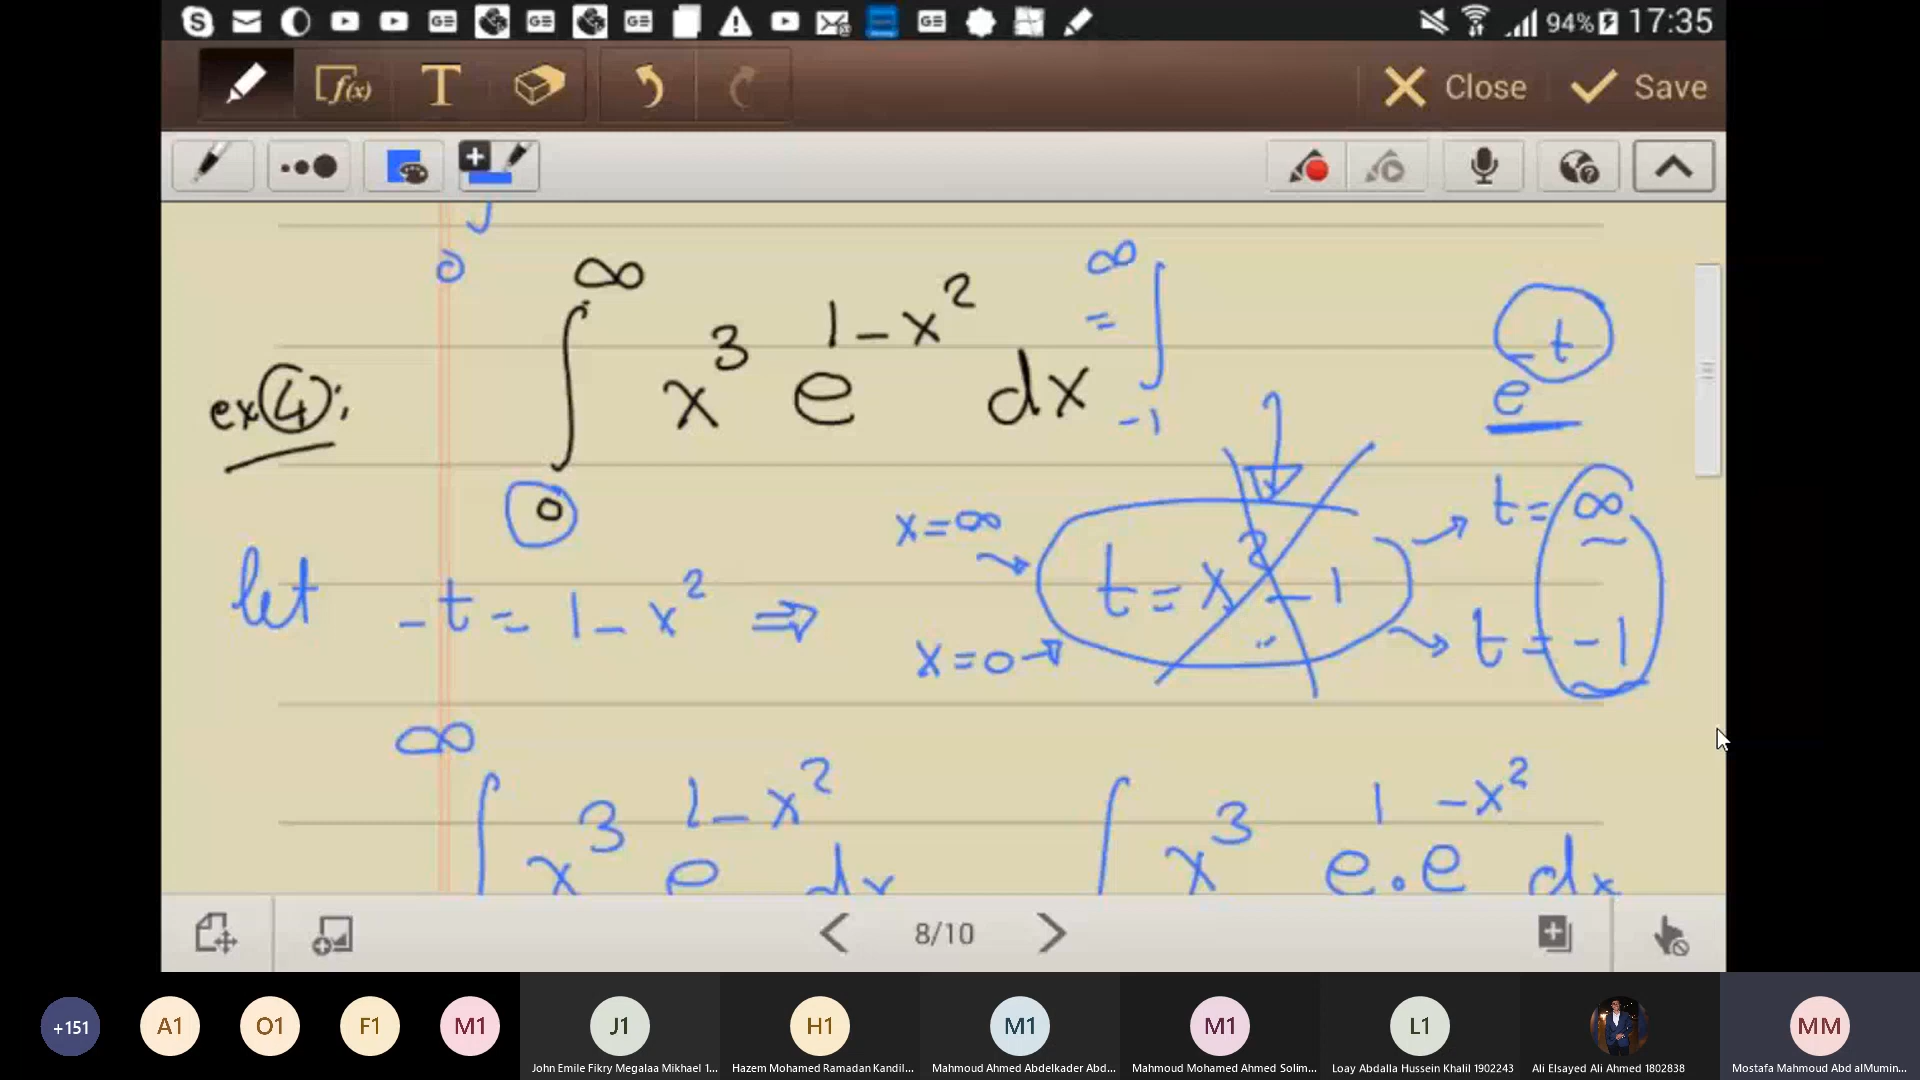 94% 17:35
f(x) T Close Save
0
ex(4): ∫₀^∞ x³ e^(1-x²) dx = ∫₋₁^∞ e^(-t)
let -t = 1 - x² ⇒ x=∞ → t = x² - 1 → t = ∞
x=0 → t = -1
∫^∞ x³ e^(1-x²) dx ∫ x³ e^1 . e^(-x²) dx
8/10
+151 A1 O1 F1 M1 J1 H1 M1 M1 L1 MM
John Emile Fikry Megalaa Mikhael 1... Hazem Mohamed Ramadan Kandil... Mahmoud Ahmed Abdelkader Abd... Mahmoud Mohamed Ahmed Solim... Loay Abdalla Hussein Khalil 1902243 Ali Elsayed Ali Ahmed 1802838 Mostafa Mahmoud Abd alMumin...